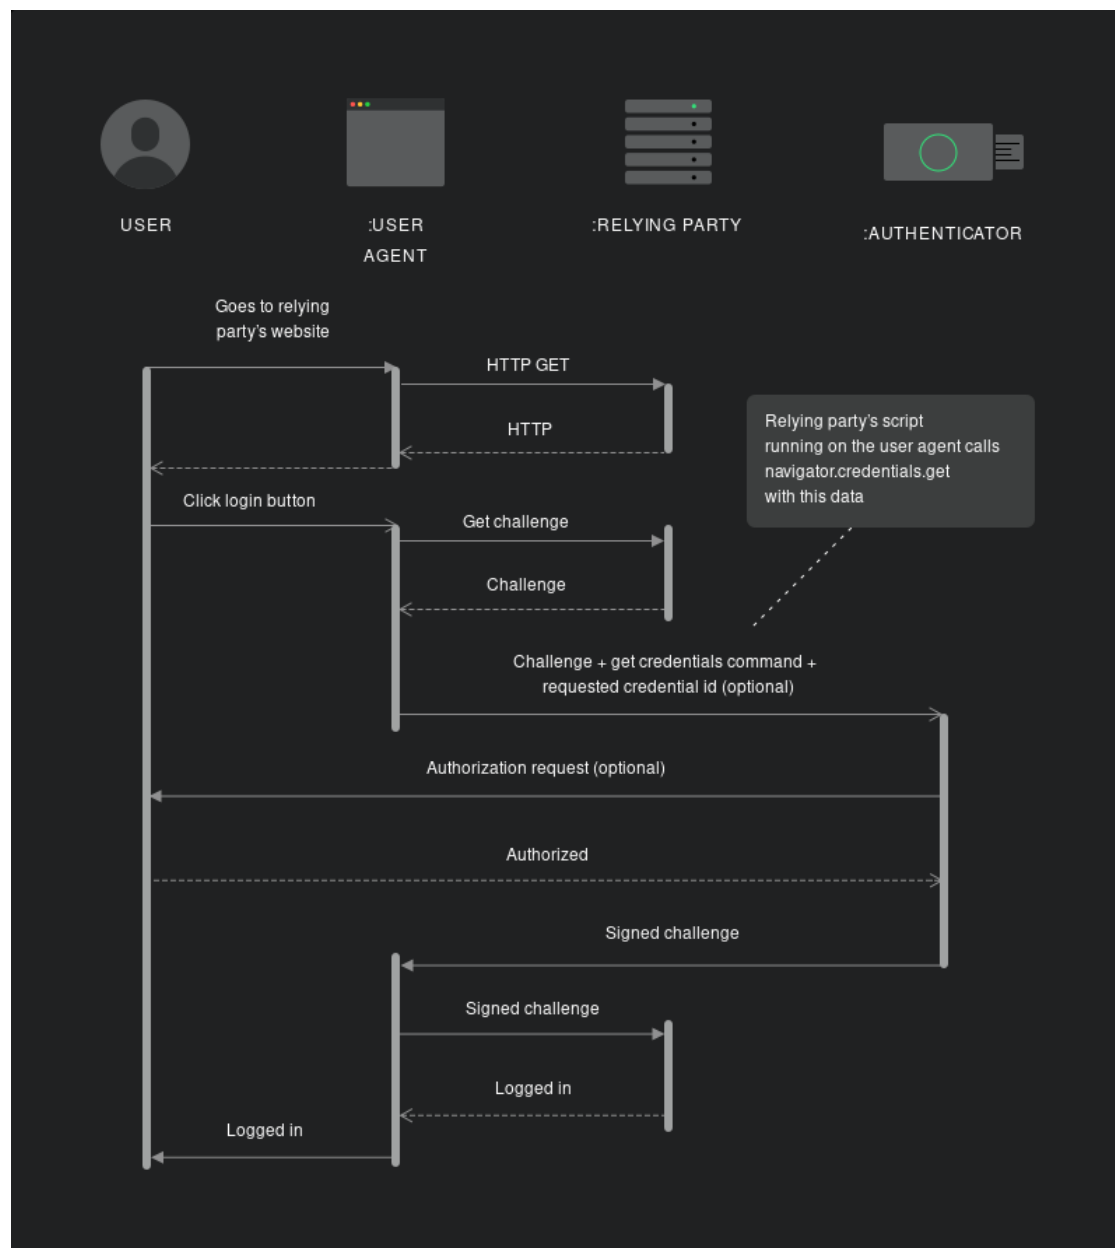 USER
:USER
AGENT
:RELYING PARTY
:AUTHENTICATOR
Goes to relying
party's website
HTTP GET
HTTP
Relying party's script
running on the user agent calls
navigator.credentials.get
with this data
Click login button
Get challenge
Challenge
Challenge + get credentials command +
requested credential id (optional)
Authorization request (optional)
Authorized
Signed challenge
Signed challenge
Logged in
Logged in